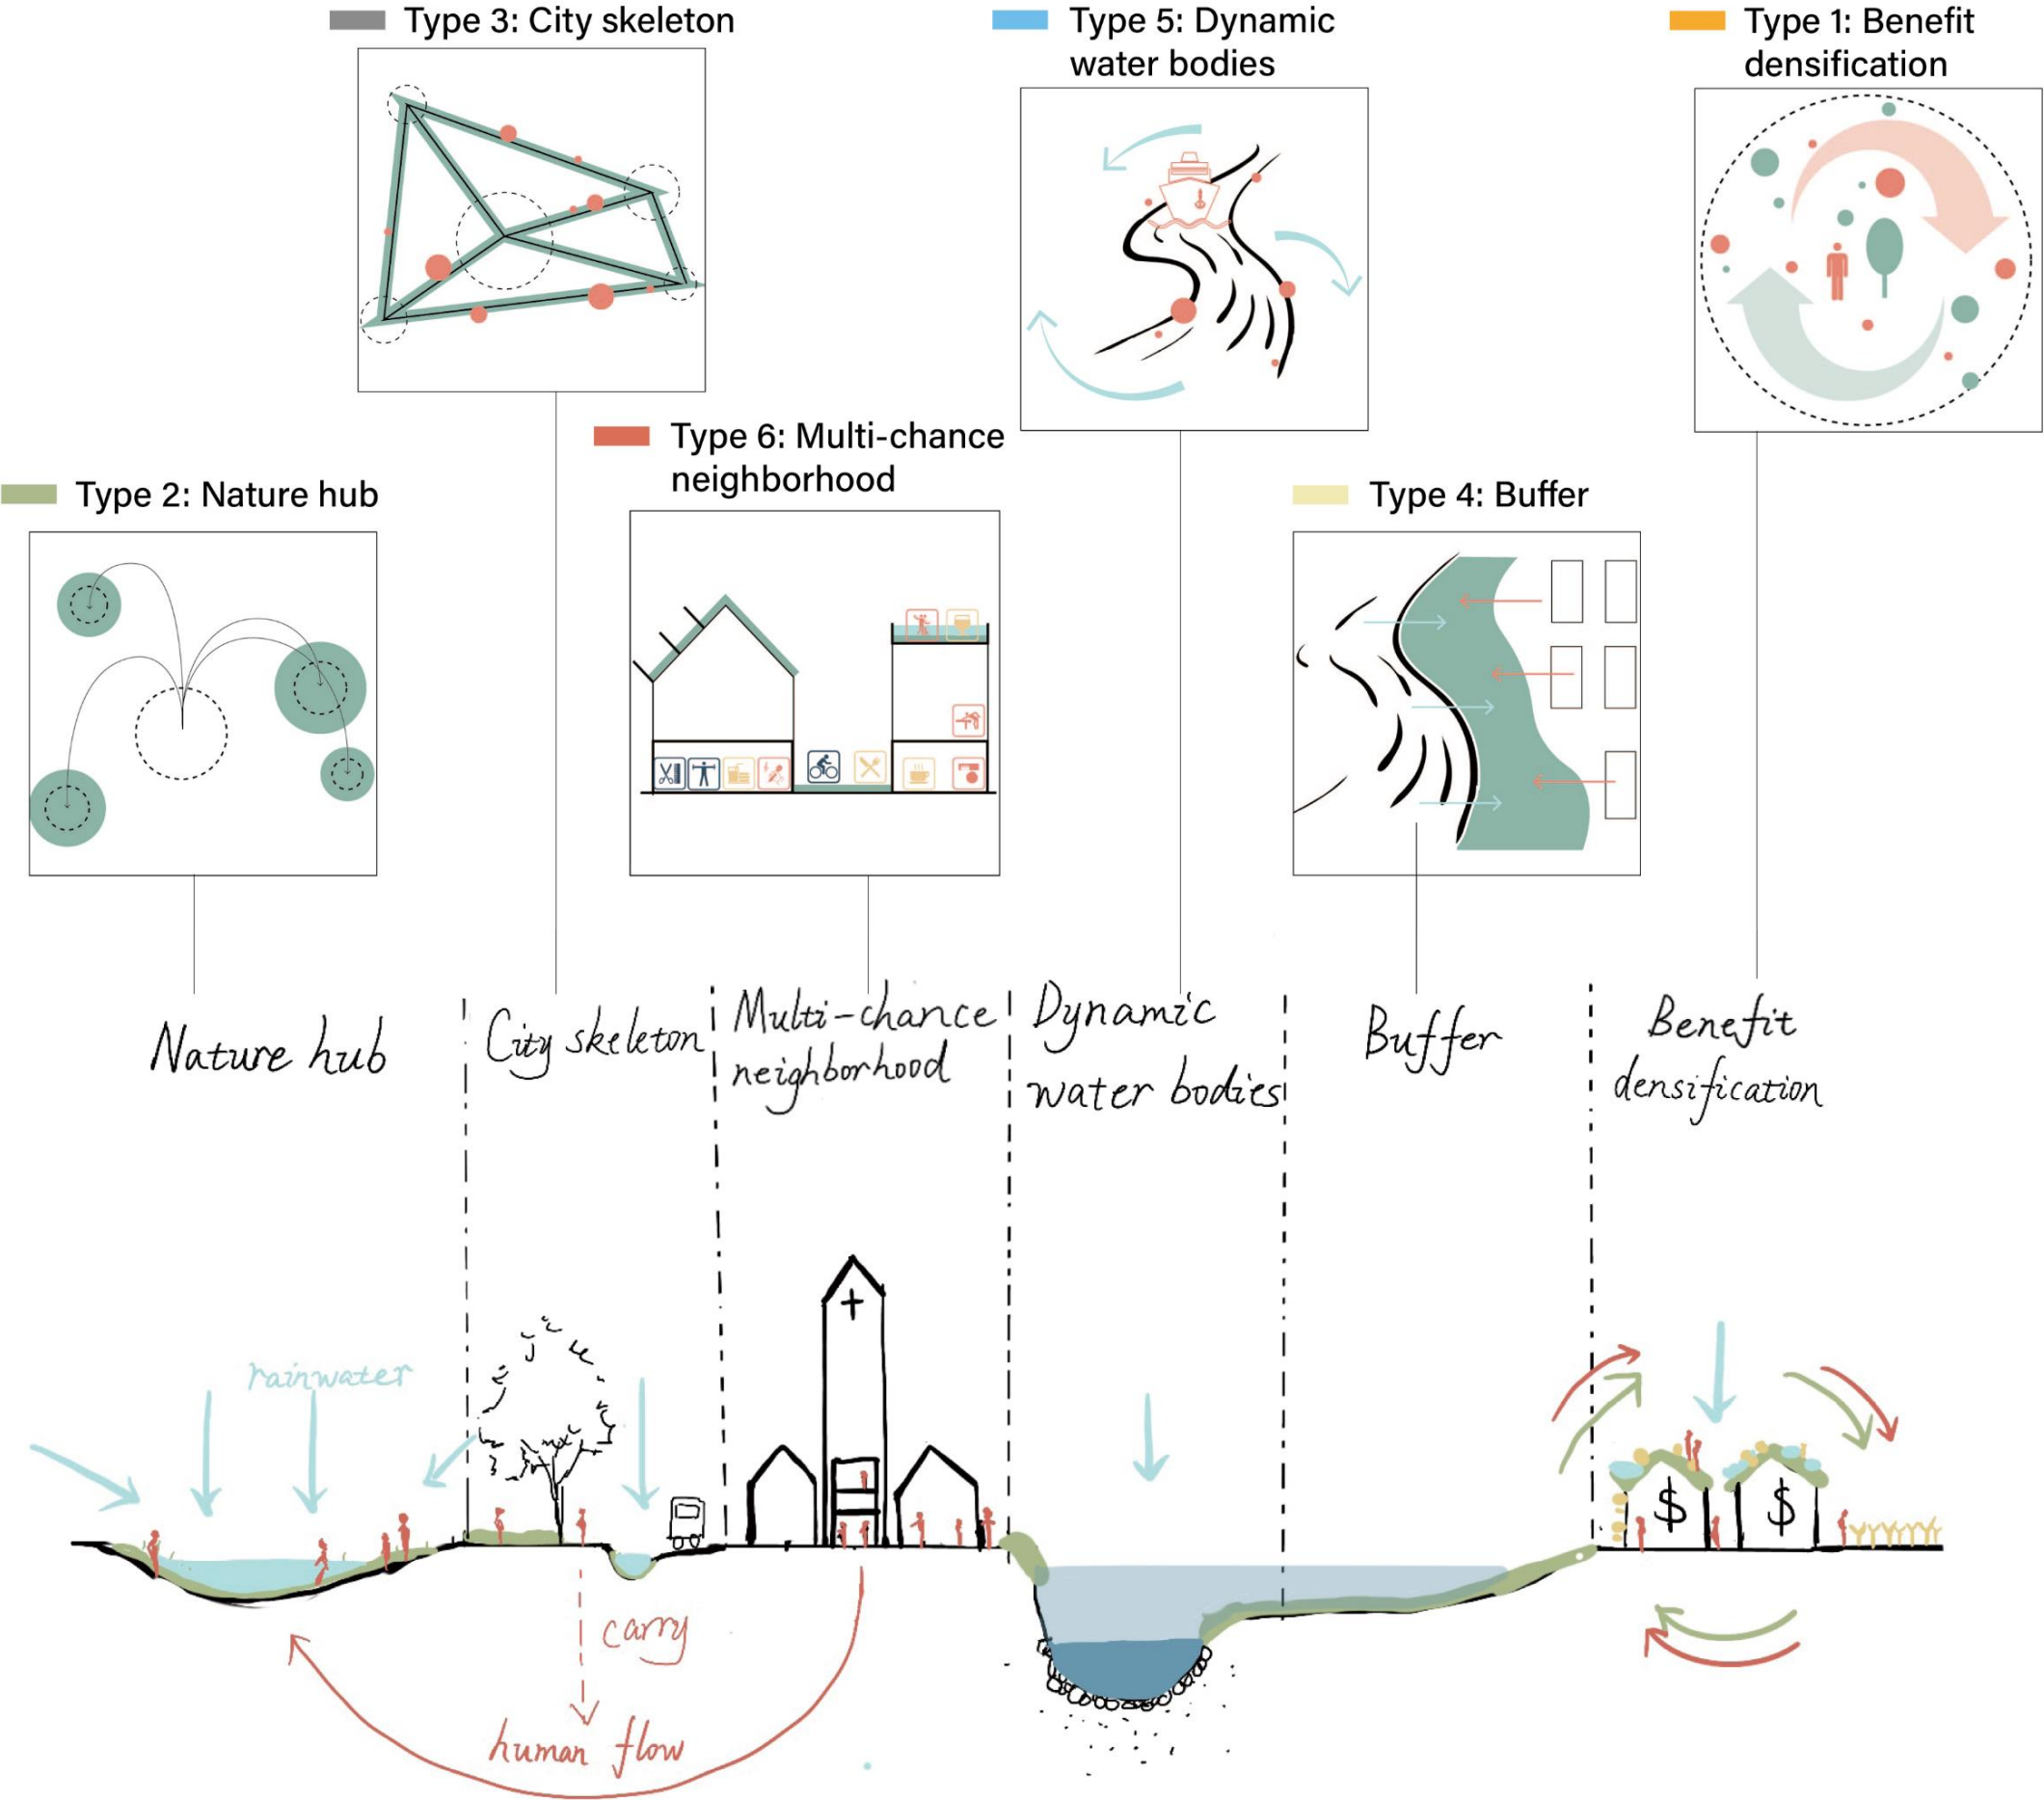 Type 3: City skeleton
Type 5: Dynamic
water bodies
Type 1: Benefit
densification
Type 6: Multi-chance
neighborhood
Type 2: Nature hub
Type 4: Buffer
Nature hub
City skeleton
Multi-chance
neighborhood
Dynamic
water bodies
Buffer
Benefit
densification
rainwater
$ $
carry
human flow